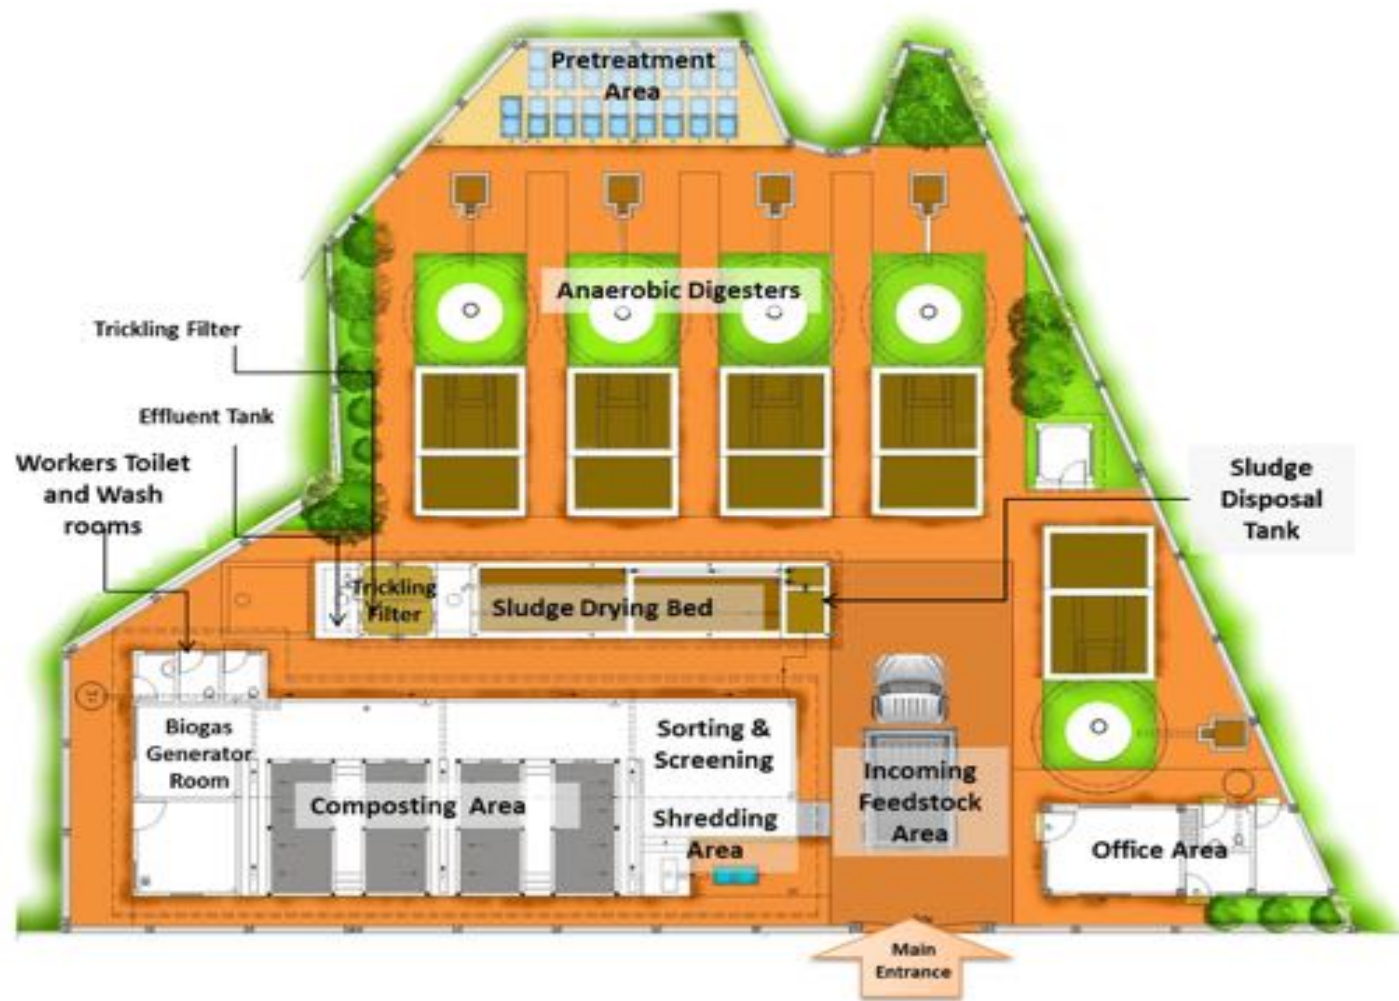 Pretreatment
Area
Anaerobic Digesters
Trickling Filter
Effluent Tank
Workers Toilet
and Wash
rooms
Sludge
Disposal
Tank
Trickling
Filter
Sludge Drying Bed
Biogas
Generator
Room
Sorting &
Screening
Composting Area
Shredding
Area
Incoming
Feedstock
Area
Office Area
Main
Entrance